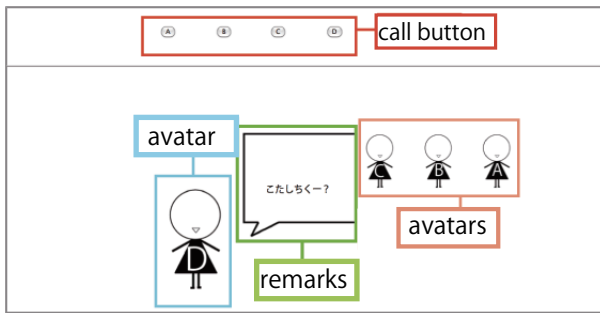 A B C D
call button
avatar
こたしちくー?
C B A
avatars
D
remarks